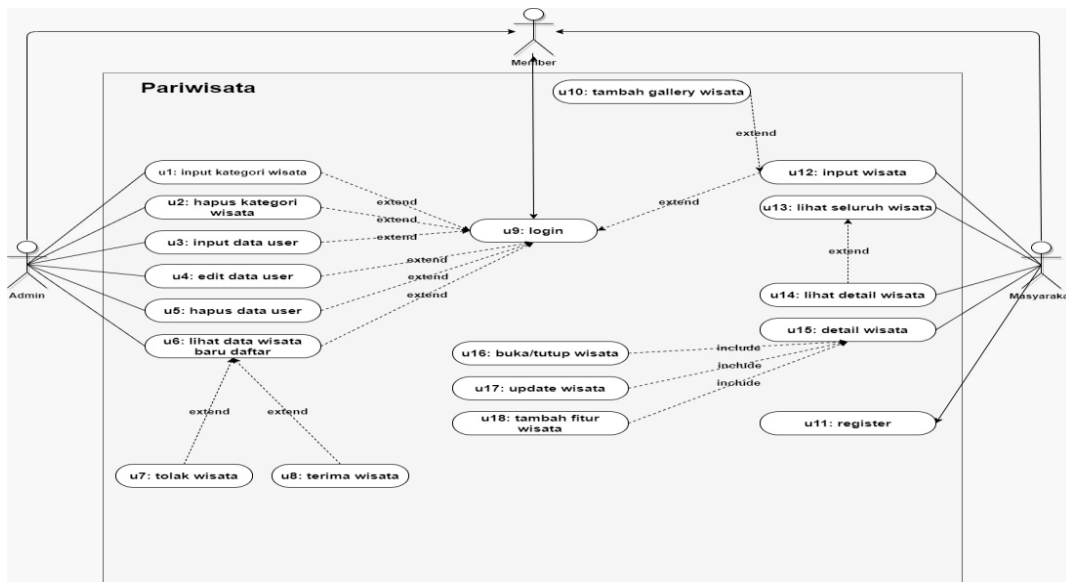 Member
Pariwisata
u10: tambah gallery wisata
extend
u1: input kategori wisata
u12: input wisata
u2: hapus kategori
wisata
extend
extend
extend
u13: lihat seluruh wisata
u9: login
u3: input data user
extend
extend
extend
u4: edit data user
extend
Admin
extend
u14: lihat detail wisata
Masyaraka
u5: hapus data user
u15: detail wisata
u6: lihat data wisata
baru daftar
include
u16: buka/tutup wisata
include
include
u17: update wisata
extend
extend
u18: tambah fitur
wisata
u11: register
u7: tolak wisata
u8: terima wisata